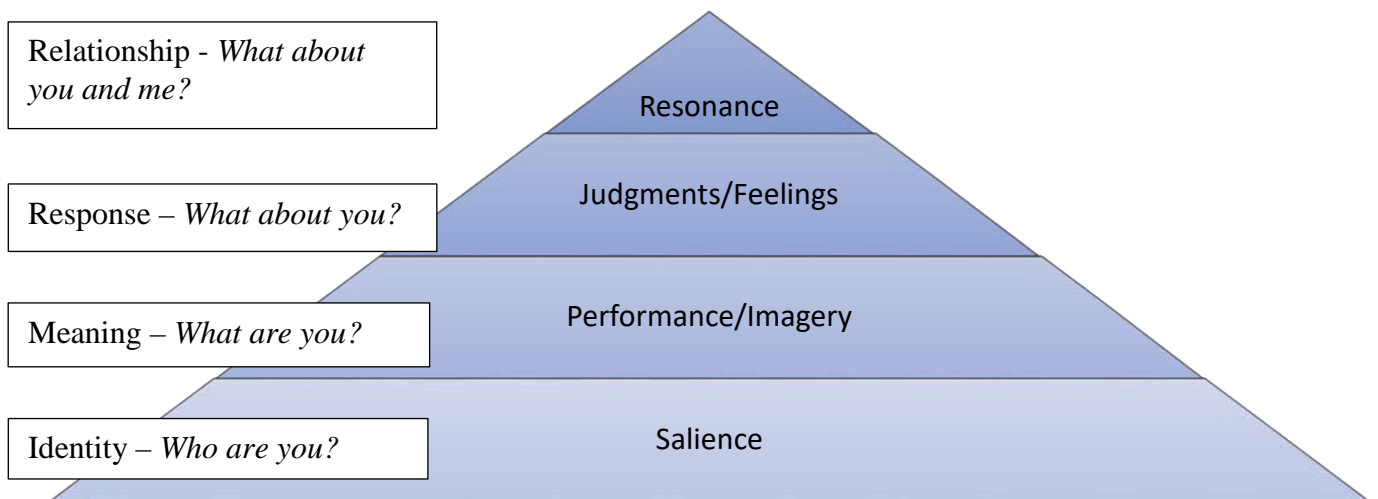 Relationship - What about
you and me?
Resonance
Response – What about you?
Judgments/Feelings
Meaning – What are you?
Performance/Imagery
Identity – Who are you?
Salience